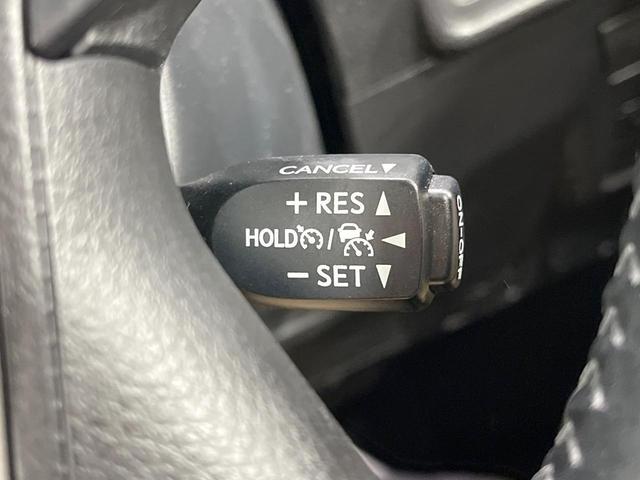 CANCEL▼
+ RES ▲
HOLD / ◀
− SET ▼
ON-OFF